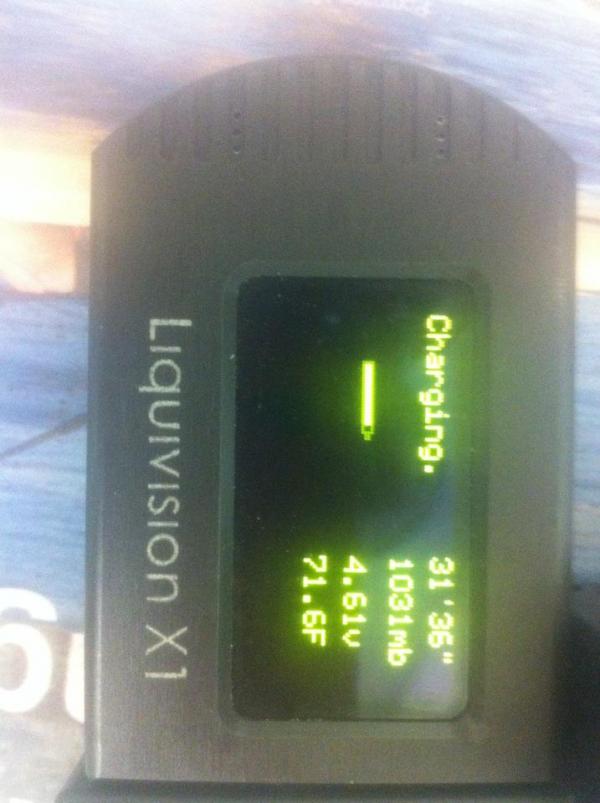 Charging.
31'36"
1031mb
4.61v
71.6F
Liquivision X1